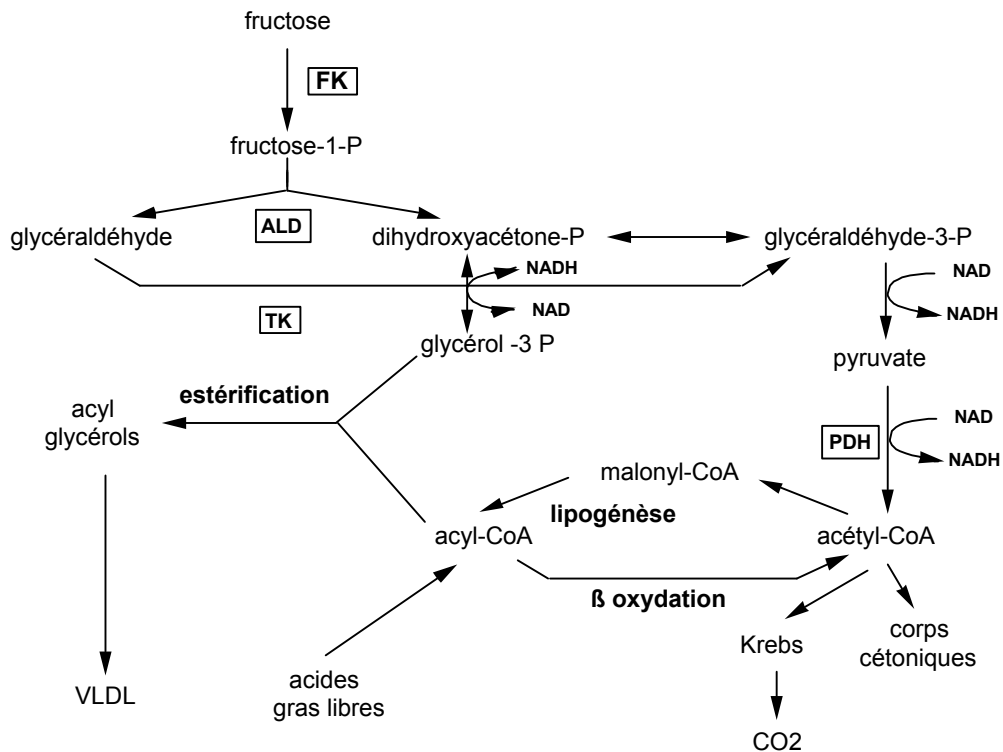 fructose
FK
fructose-1-P
ALD
glycéraldéhyde
dihydroxyacétone-P
glycéraldéhyde-3-P
NADH
NAD
NAD
NADH
TK
glycérol -3 P
pyruvate
estérification
acyl
glycérols
NAD
PDH
NADH
malonyl-CoA
lipogénèse
acyl-CoA
acétyl-CoA
ß oxydation
Krebs
corps
cétoniques
VLDL
acides
gras libres
CO2